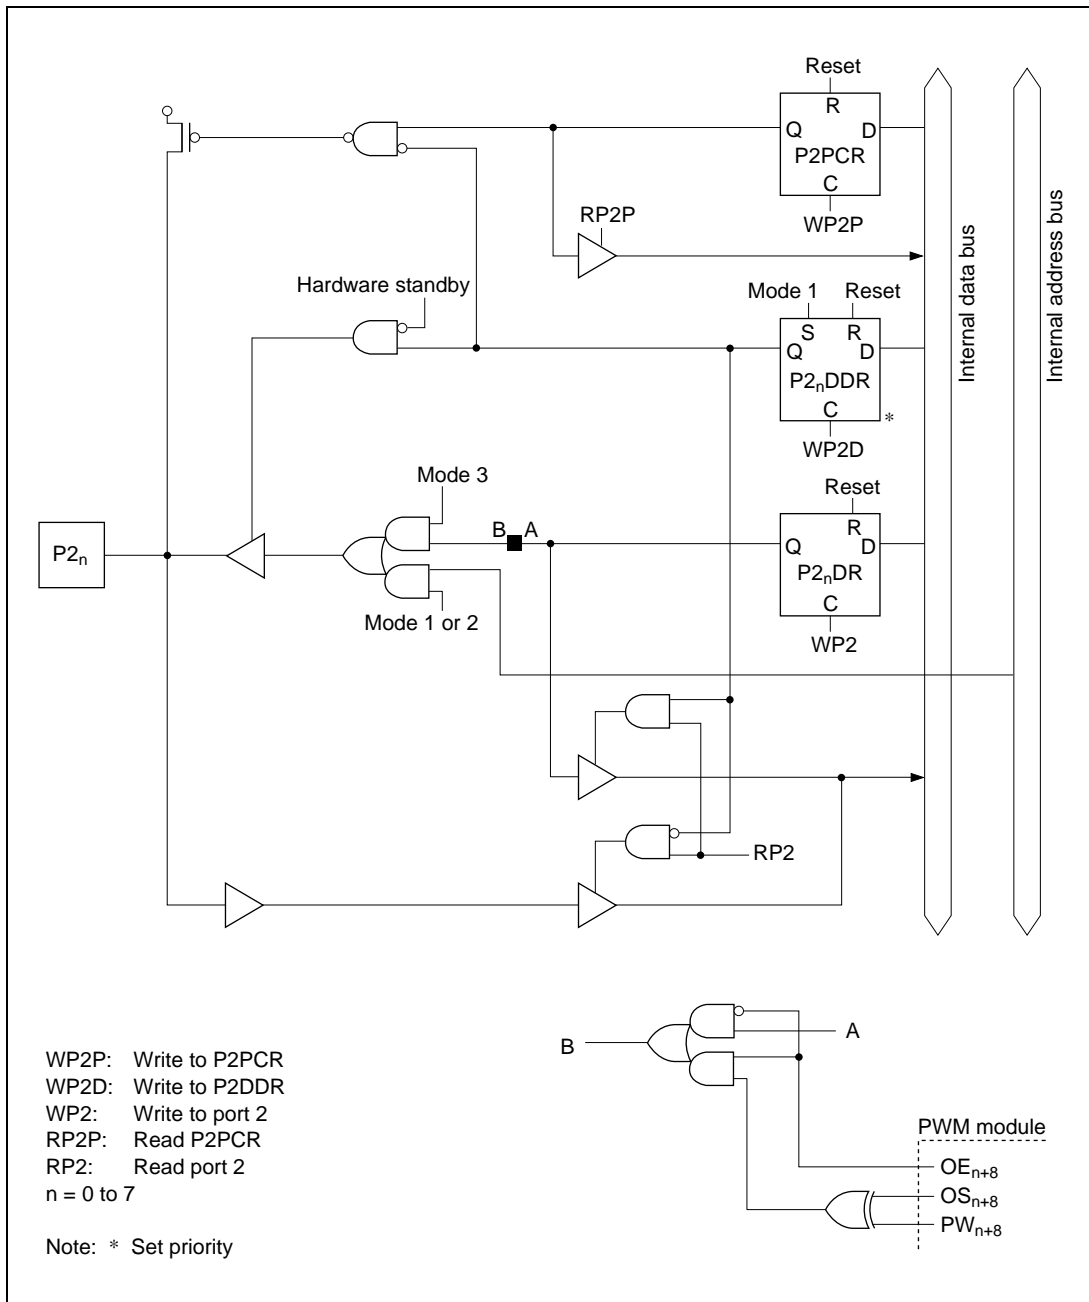 Reset
R
Q D
P2PCR
C
WP2P
RP2P
Hardware standby
Mode 1 Reset
S R
Q D
P2nDDR
C
*
WP2D
Internal data bus
Internal address bus
Mode 3
Reset
B A
R
Q D
P2n
P2nDR
C
Mode 1 or 2
WP2
RP2
B
A
WP2P: Write to P2PCR
WP2D: Write to P2DDR
WP2: Write to port 2
RP2P: Read P2PCR
RP2: Read port 2
n = 0 to 7
PWM module
OEn+8
OSn+8
PWn+8
Note: * Set priority